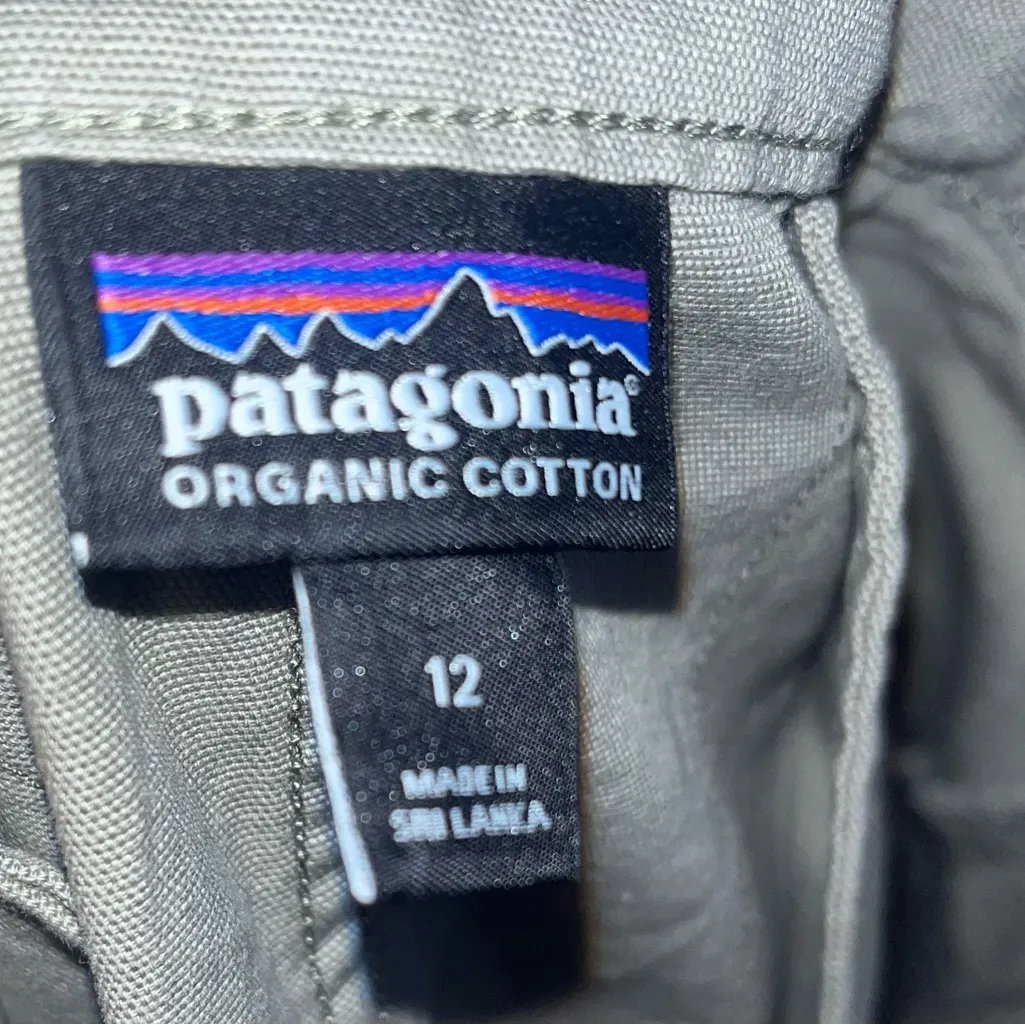 patagonia®
ORGANIC COTTON
12
MADE IN
SRI LANKA